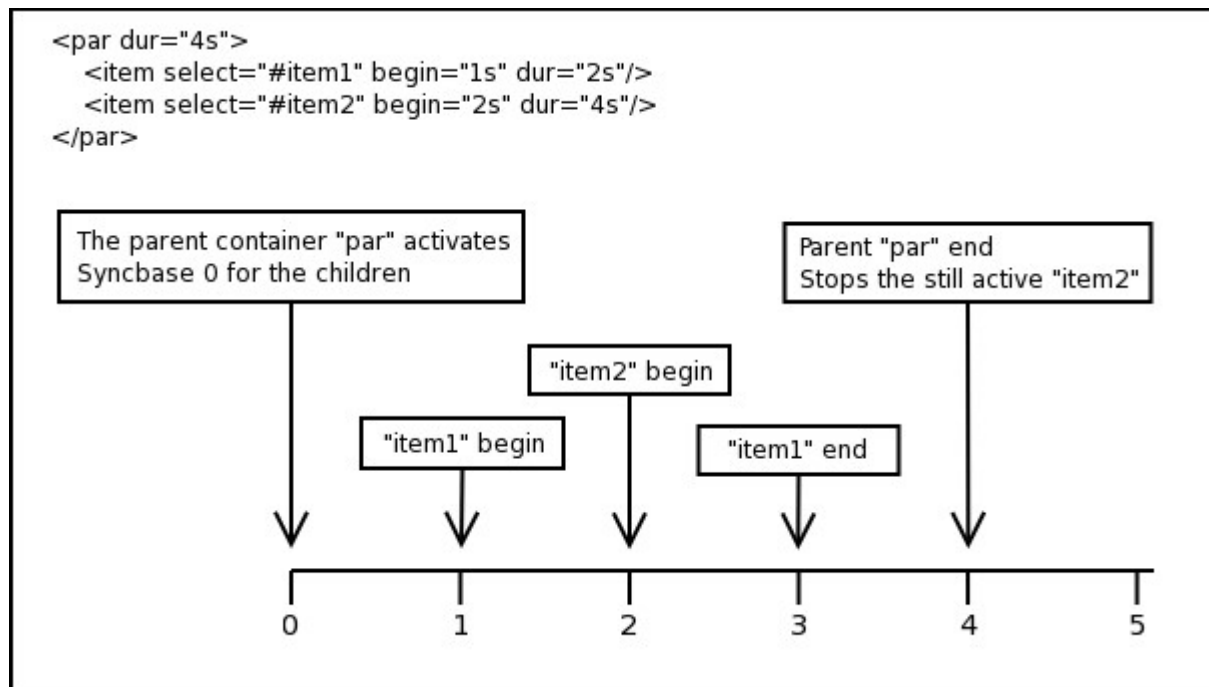 <par dur="4s">
<item select="#item1" begin="1s" dur="2s"/>
<item select="#item2" begin="2s" dur="4s"/>
</par>
The parent container "par" activates
Syncbase 0 for the children
Parent "par" end
Stops the still active "item2"
"item2" begin
"item1" begin
"item1" end
0 1 2 3 4 5